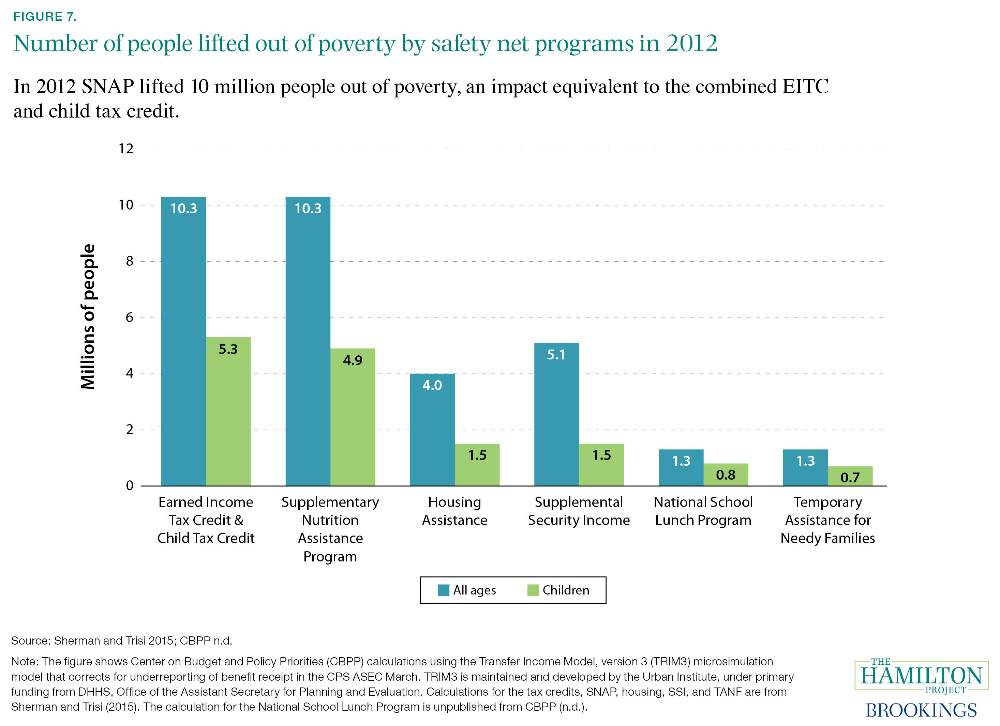 FIGURE 7.
Number of people lifted out of poverty by safety net programs in 2012
In 2012 SNAP lifted 10 million people out of poverty, an impact equivalent to the combined EITC
and child tax credit.
Millions of people
12
10
8
6
4
2
0
10.3
5.3
10.3
4.9
4.0
1.5
5.1
1.5
1.3
0.8
1.3
0.7
Earned Income
Tax Credit &
Child Tax Credit
Supplementary
Nutrition
Assistance
Program
Housing
Assistance
Supplemental
Security Income
National School
Lunch Program
Temporary
Assistance for
Needy Families
All ages
Children
Source: Sherman and Trisi 2015; CBPP n.d.
Note: The figure shows Center on Budget and Policy Priorities (CBPP) calculations using the Transfer Income Model, version 3 (TRIM3) microsimulation
model that corrects for underreporting of benefit receipt in the CPS ASEC March. TRIM3 is maintained and developed by the Urban Institute, under primary
funding from DHHS, Office of the Assistant Secretary for Planning and Evaluation. Calculations for the tax credits, SNAP, housing, SSI, and TANF are from
Sherman and Trisi (2015). The calculation for the National School Lunch Program is unpublished from CBPP (n.d.).
THE
HAMILTON
PROJECT
BROOKINGS